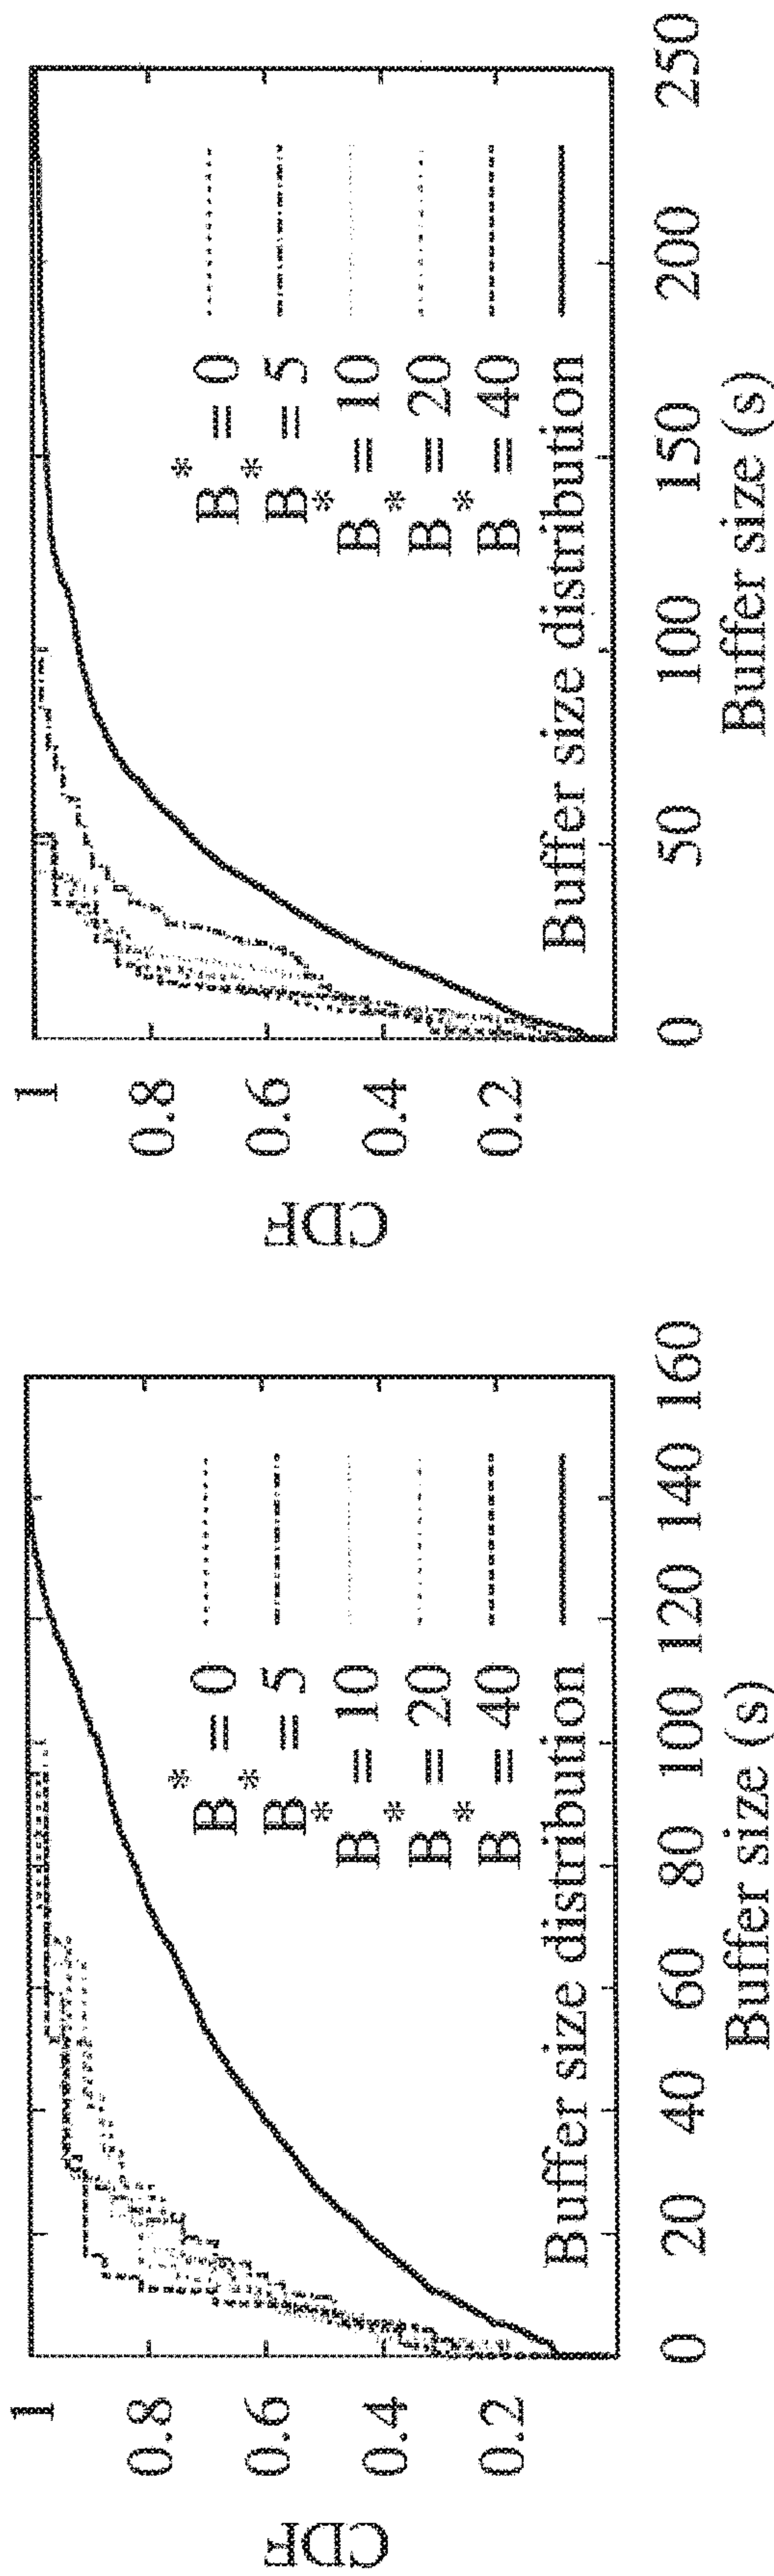 CDF
1
0.8
0.6
0.4
0.2
0 20 40 60 80 100 120 140 160
Buffer size (s)
B* = 0
B* = 5
B* = 10
B* = 20
B* = 40
Buffer size distribution
CDF
1
0.8
0.6
0.4
0.2
0 50 100 150 200 250
Buffer size (s)
B* = 0
B* = 5
B* = 10
B* = 20
B* = 40
Buffer size distribution